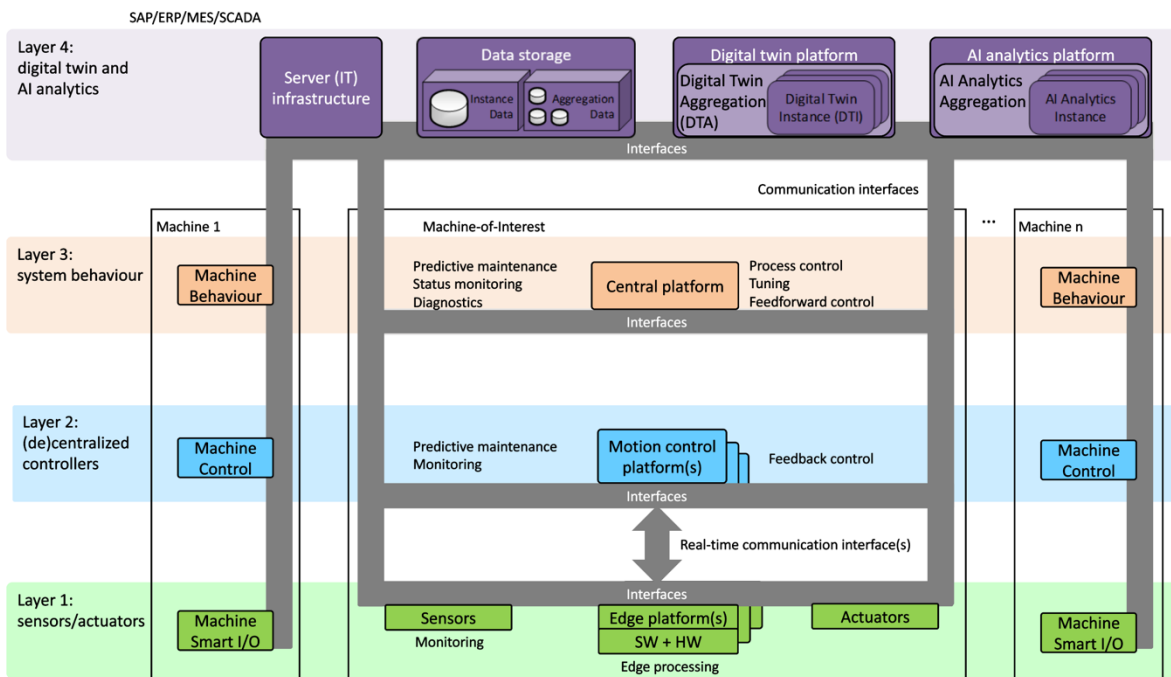 SAP/ERP/MES/SCADA
Layer 4:
digital twin and
AI analytics
Server (IT)
infrastructure
Data storage
Instance
Data
Aggregation
Data
Digital twin platform
Digital Twin
Aggregation
(DTA)
Digital Twin
Instance (DTI)
AI analytics platform
AI Analytics
Aggregation
AI Analytics
Instance
Interfaces
Communication interfaces
Machine 1
Machine-of-Interest
...
Machine n
Layer 3:
system behaviour
Machine
Behaviour
Predictive maintenance
Status monitoring
Diagnostics
Central platform
Process control
Tuning
Feedforward control
Machine
Behaviour
Interfaces
Layer 2:
(de)centralized
controllers
Machine
Control
Predictive maintenance
Monitoring
Motion control
platform(s)
Feedback control
Machine
Control
Interfaces
Real-time communication interface(s)
Interfaces
Layer 1:
sensors/actuators
Machine
Smart I/O
Sensors
Monitoring
Edge platform(s)
SW + HW
Edge processing
Actuators
Machine
Smart I/O